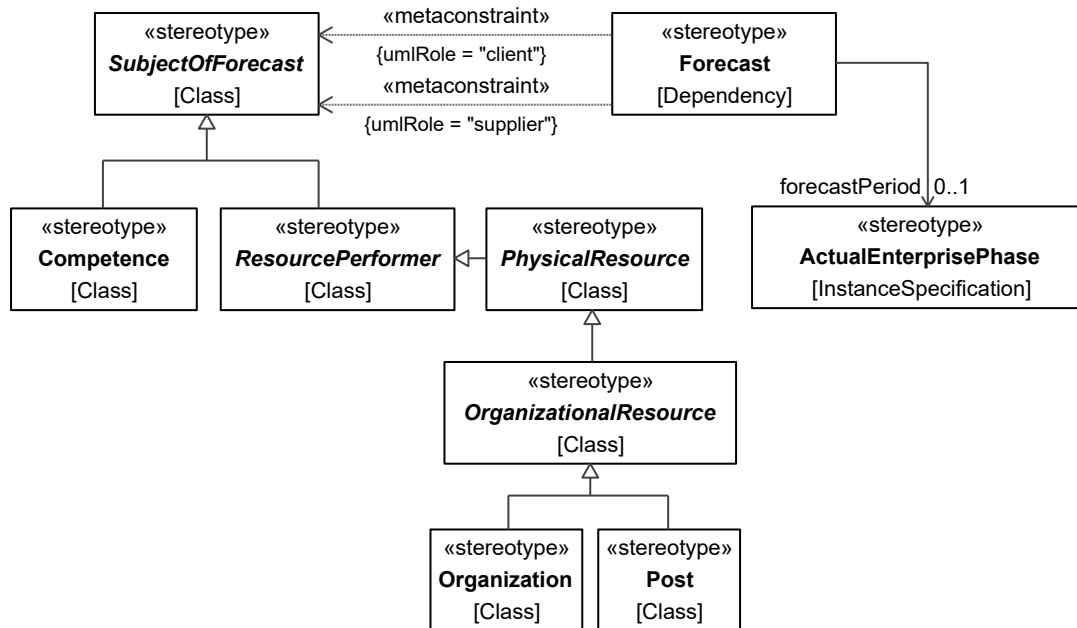 «stereotype»
SubjectOfForecast
[Class]
«metaconstraint»
{umlRole = "client"}
«metaconstraint»
{umlRole = "supplier"}
«stereotype»
Forecast
[Dependency]
forecastPeriod 0..1
«stereotype»
Competence
[Class]
«stereotype»
ResourcePerformer
[Class]
«stereotype»
PhysicalResource
[Class]
«stereotype»
ActualEnterprisePhase
[InstanceSpecification]
«stereotype»
OrganizationalResource
[Class]
«stereotype»
Organization
[Class]
«stereotype»
Post
[Class]